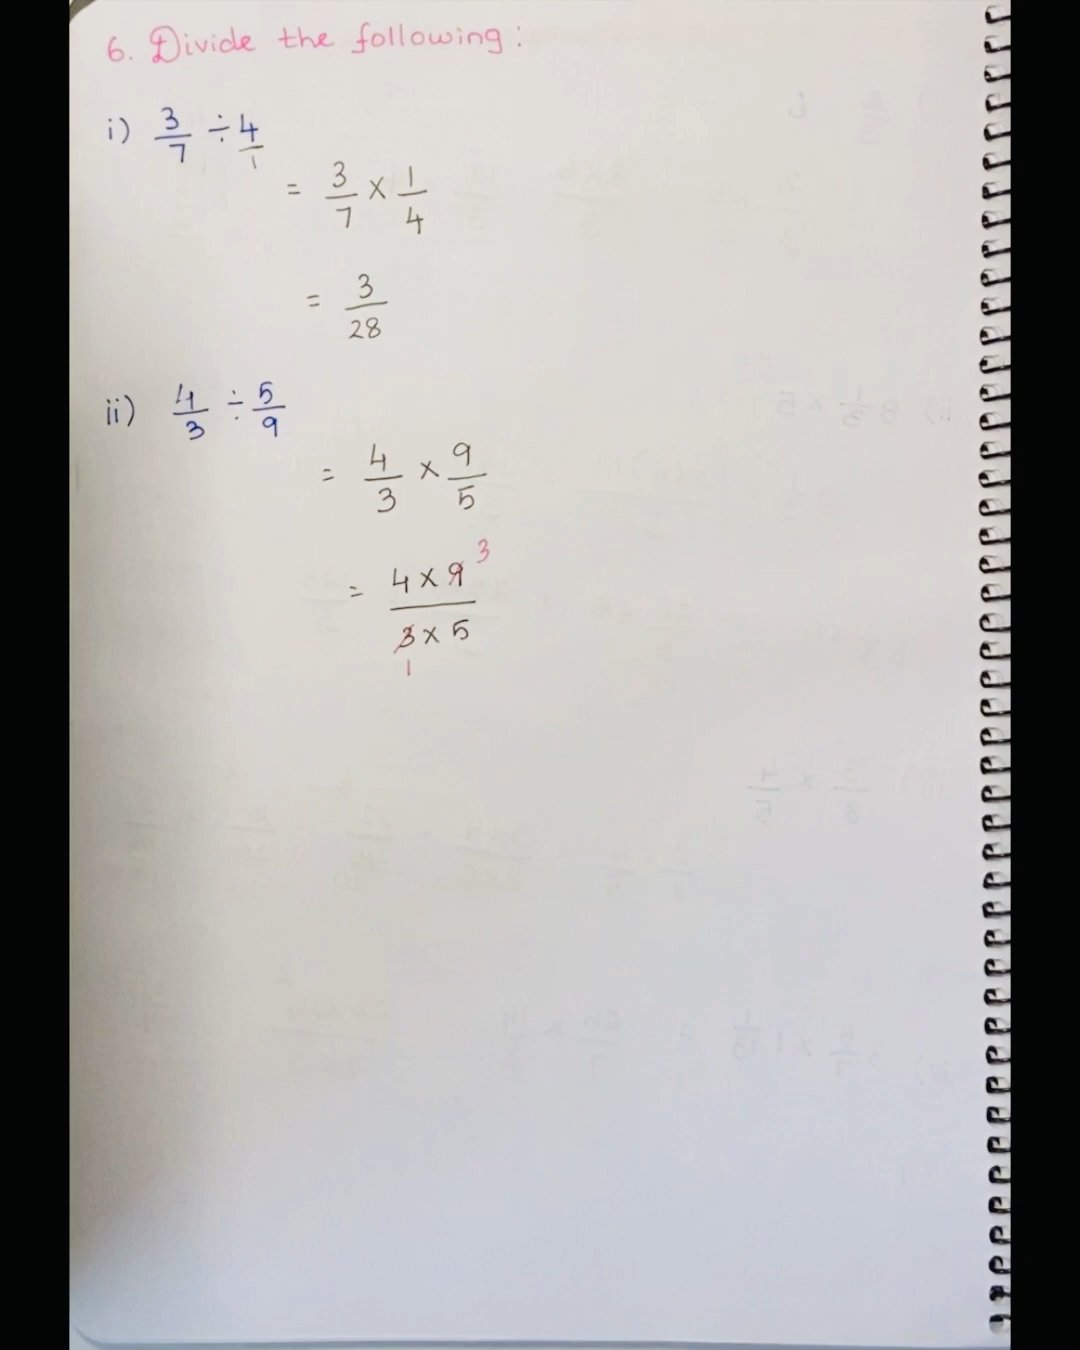 6. Divide the following:
i) 3/7 ÷ 4/1
= 3/7 × 1/4
= 3/28
ii) 4/3 ÷ 5/9
= 4/3 × 9/5
= 4 × 9 3
3 × 5
1